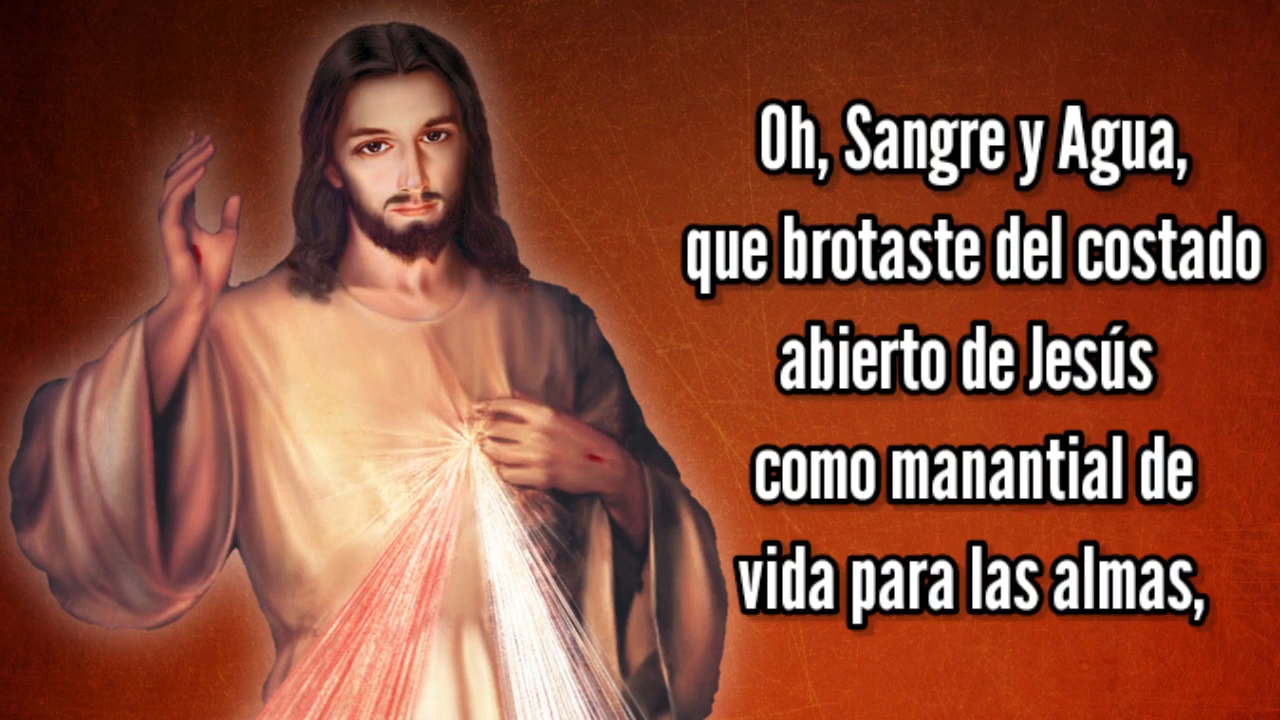 Oh, Sangre y Agua,
que brotaste del costado
abierto de Jesús
como manantial de
vida para las almas,